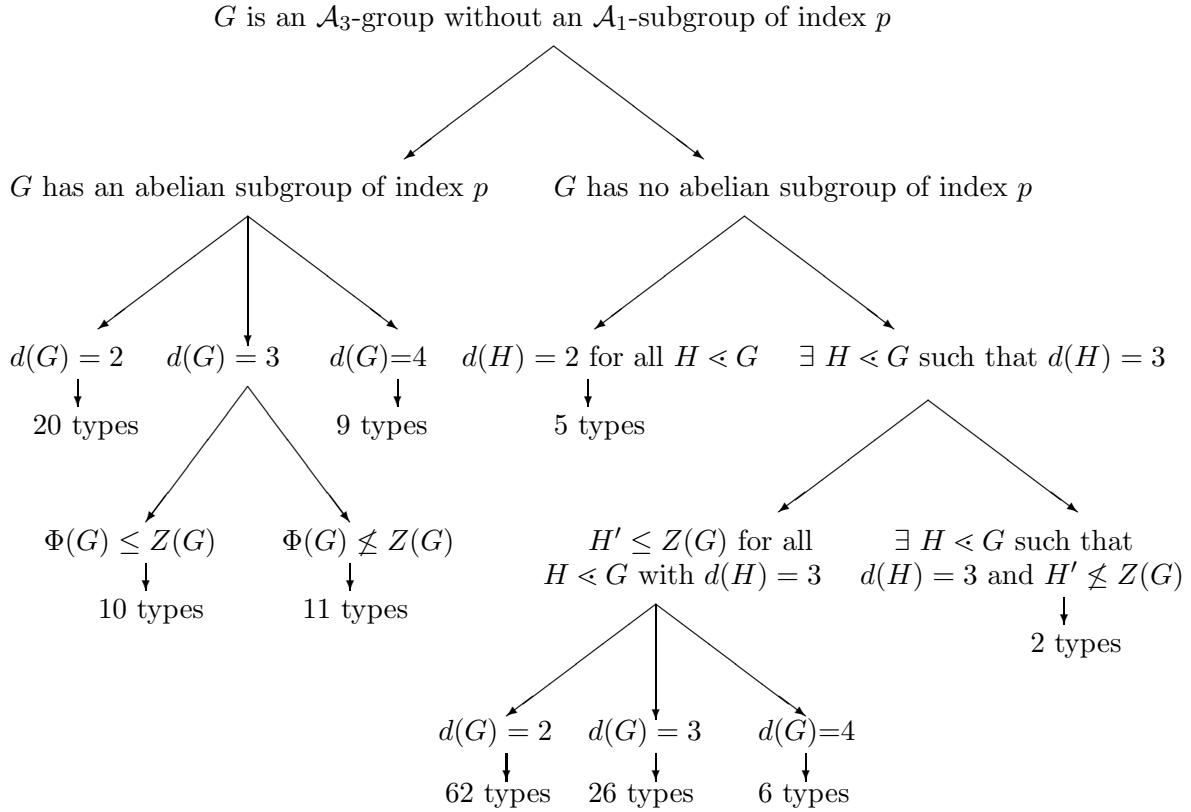 G is an 𝒜₃-group without an 𝒜₁-subgroup of index p
G has an abelian subgroup of index p
G has no abelian subgroup of index p
d(G) = 2
d(G) = 3
d(G)=4
d(H) = 2 for all H ⋖ G
∃ H ⋖ G such that d(H) = 3
20 types
9 types
5 types
Φ(G) ≤ Z(G)
Φ(G) ≰ Z(G)
H′ ≤ Z(G) for all
H ⋖ G with d(H) = 3
∃ H ⋖ G such that
d(H) = 3 and H′ ≰ Z(G)
10 types
11 types
2 types
d(G) = 2
d(G) = 3
d(G)=4
62 types
26 types
6 types